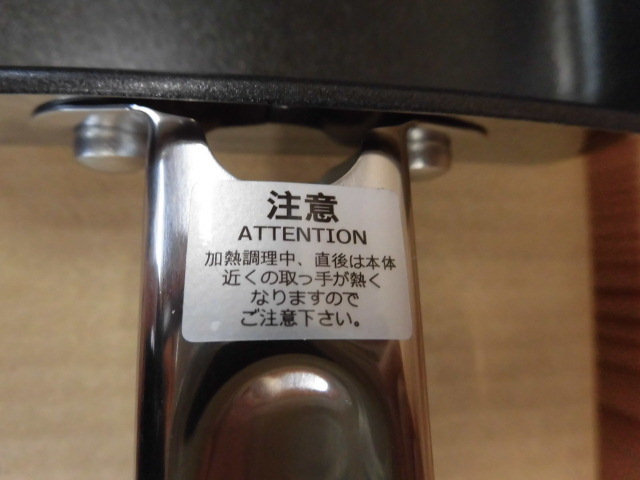 注意
ATTENTION
加熱調理中、直後は本体
近くの取っ手が熱く
なりますので
ご注意下さい。